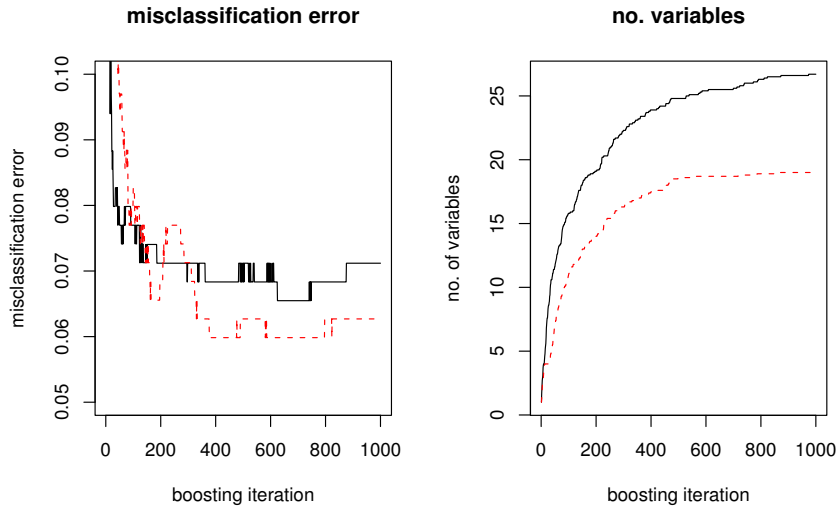 misclassification error
misclassification error
0.10
0.09
0.08
0.07
0.06
0.05
0 200 400 600 800 1000
boosting iteration
no. variables
no. of variables
25
20
15
10
5
0
0 200 400 600 800 1000
boosting iteration